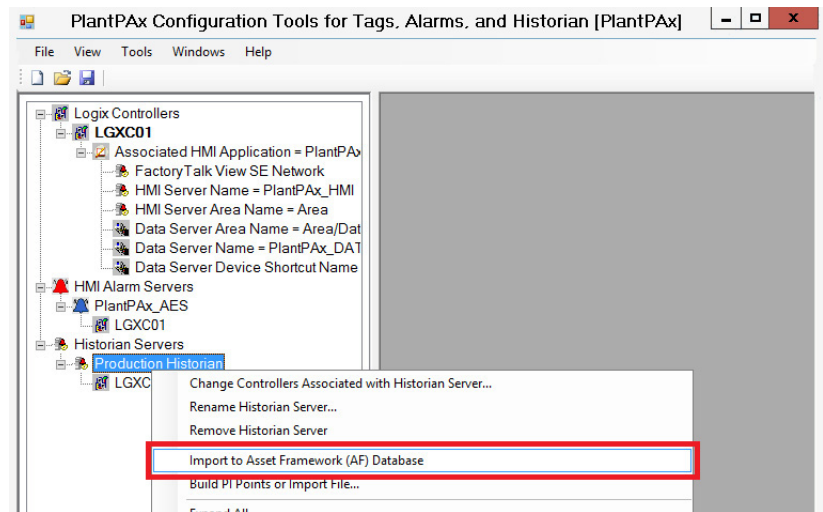 PlantPAx Configuration Tools for Tags, Alarms, and Historian [PlantPAx]
File View Tools Windows Help
Logix Controllers
LGXC01
Associated HMI Application = PlantPAx
FactoryTalk View SE Network
HMI Server Name = PlantPAx_HMI
HMI Server Area Name = Area
Data Server Area Name = Area/Dat
Data Server Name = PlantPAx_DAT
Data Server Device Shortcut Name
HMI Alarm Servers
PlantPAx_AES
LGXC01
Historian Servers
Production Historian
LGXC
Change Controllers Associated with Historian Server...
Rename Historian Server...
Remove Historian Server
Import to Asset Framework (AF) Database
Build PI Points or Import File...
Expand All